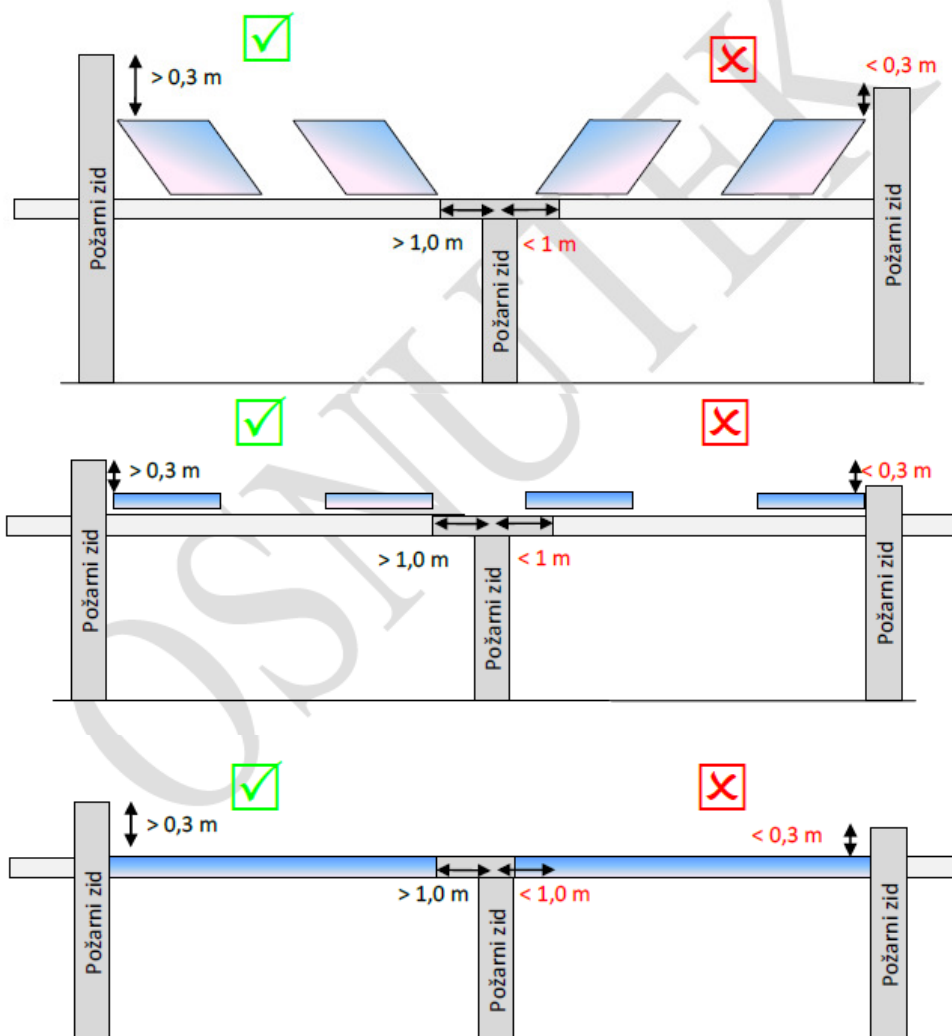 > 0,3 m
< 0,3 m
Požarni zid
> 1,0 m
< 1 m
Požarni zid
Požarni zid
> 0,3 m
< 0,3 m
Požarni zid
> 1,0 m
< 1 m
Požarni zid
Požarni zid
> 0,3 m
< 0,3 m
Požarni zid
> 1,0 m
< 1,0 m
Požarni zid
Požarni zid
OSNUTEK